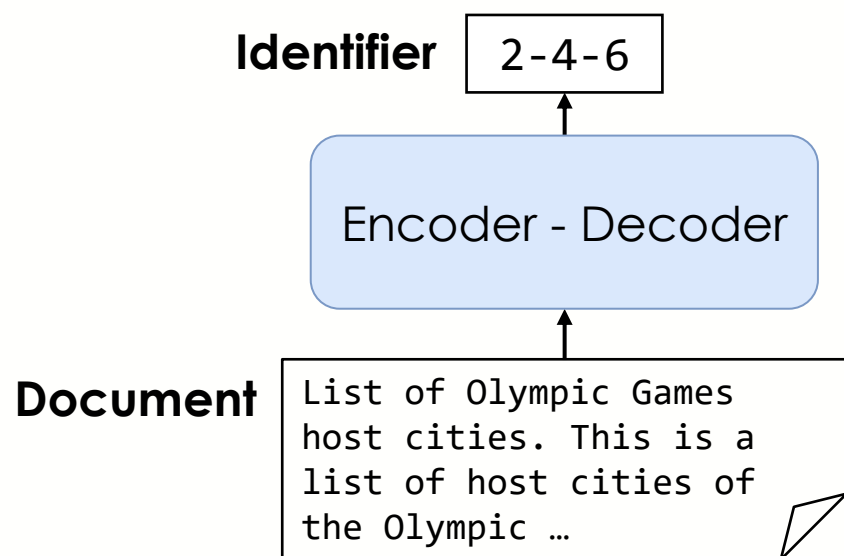 Identifier 2-4-6
Encoder - Decoder
Document
List of Olympic Games
host cities. This is a
list of host cities of
the Olympic …